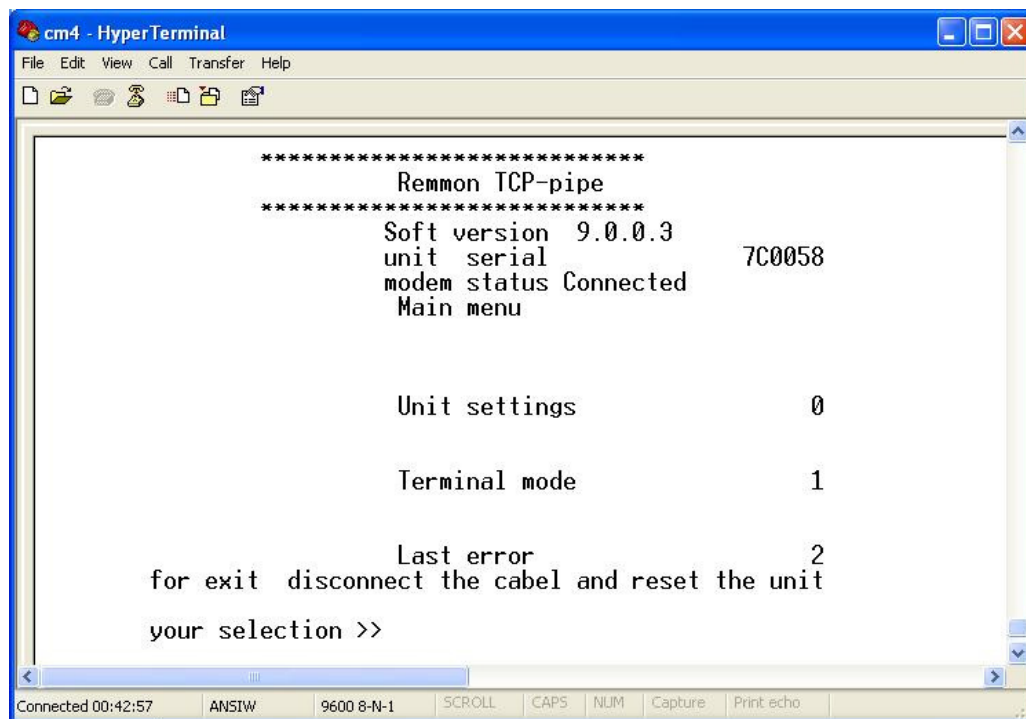 cm4 - HyperTerminal
File Edit View Call Transfer Help
****************************
Remmon TCP-pipe
****************************
Soft version 9.0.0.3
unit serial 7C0058
modem status Connected
Main menu
Unit settings 0
Terminal mode 1
Last error 2
for exit disconnect the cabel and reset the unit
your selection >>
Connected 00:42:57 ANSIW 9600 8-N-1 SCROLL CAPS NUM Capture Print echo